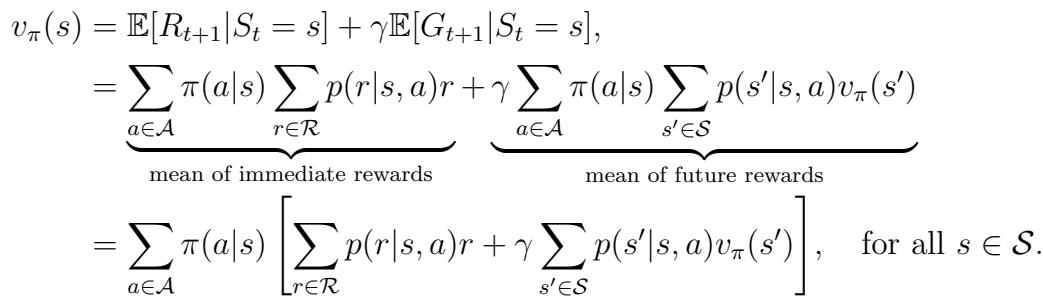 v_π(s) = 𝔼[R_{t+1}|S_t = s] + γ𝔼[G_{t+1}|S_t = s],
= ∑_{a∈𝒜} π(a|s) ∑_{r∈ℛ} p(r|s, a)r + γ ∑_{a∈𝒜} π(a|s) ∑_{s′∈𝒮} p(s′|s, a)v_π(s′)
mean of immediate rewards mean of future rewards
= ∑_{a∈𝒜} π(a|s) [∑_{r∈ℛ} p(r|s, a)r + γ ∑_{s′∈𝒮} p(s′|s, a)v_π(s′)], for all s ∈ 𝒮.